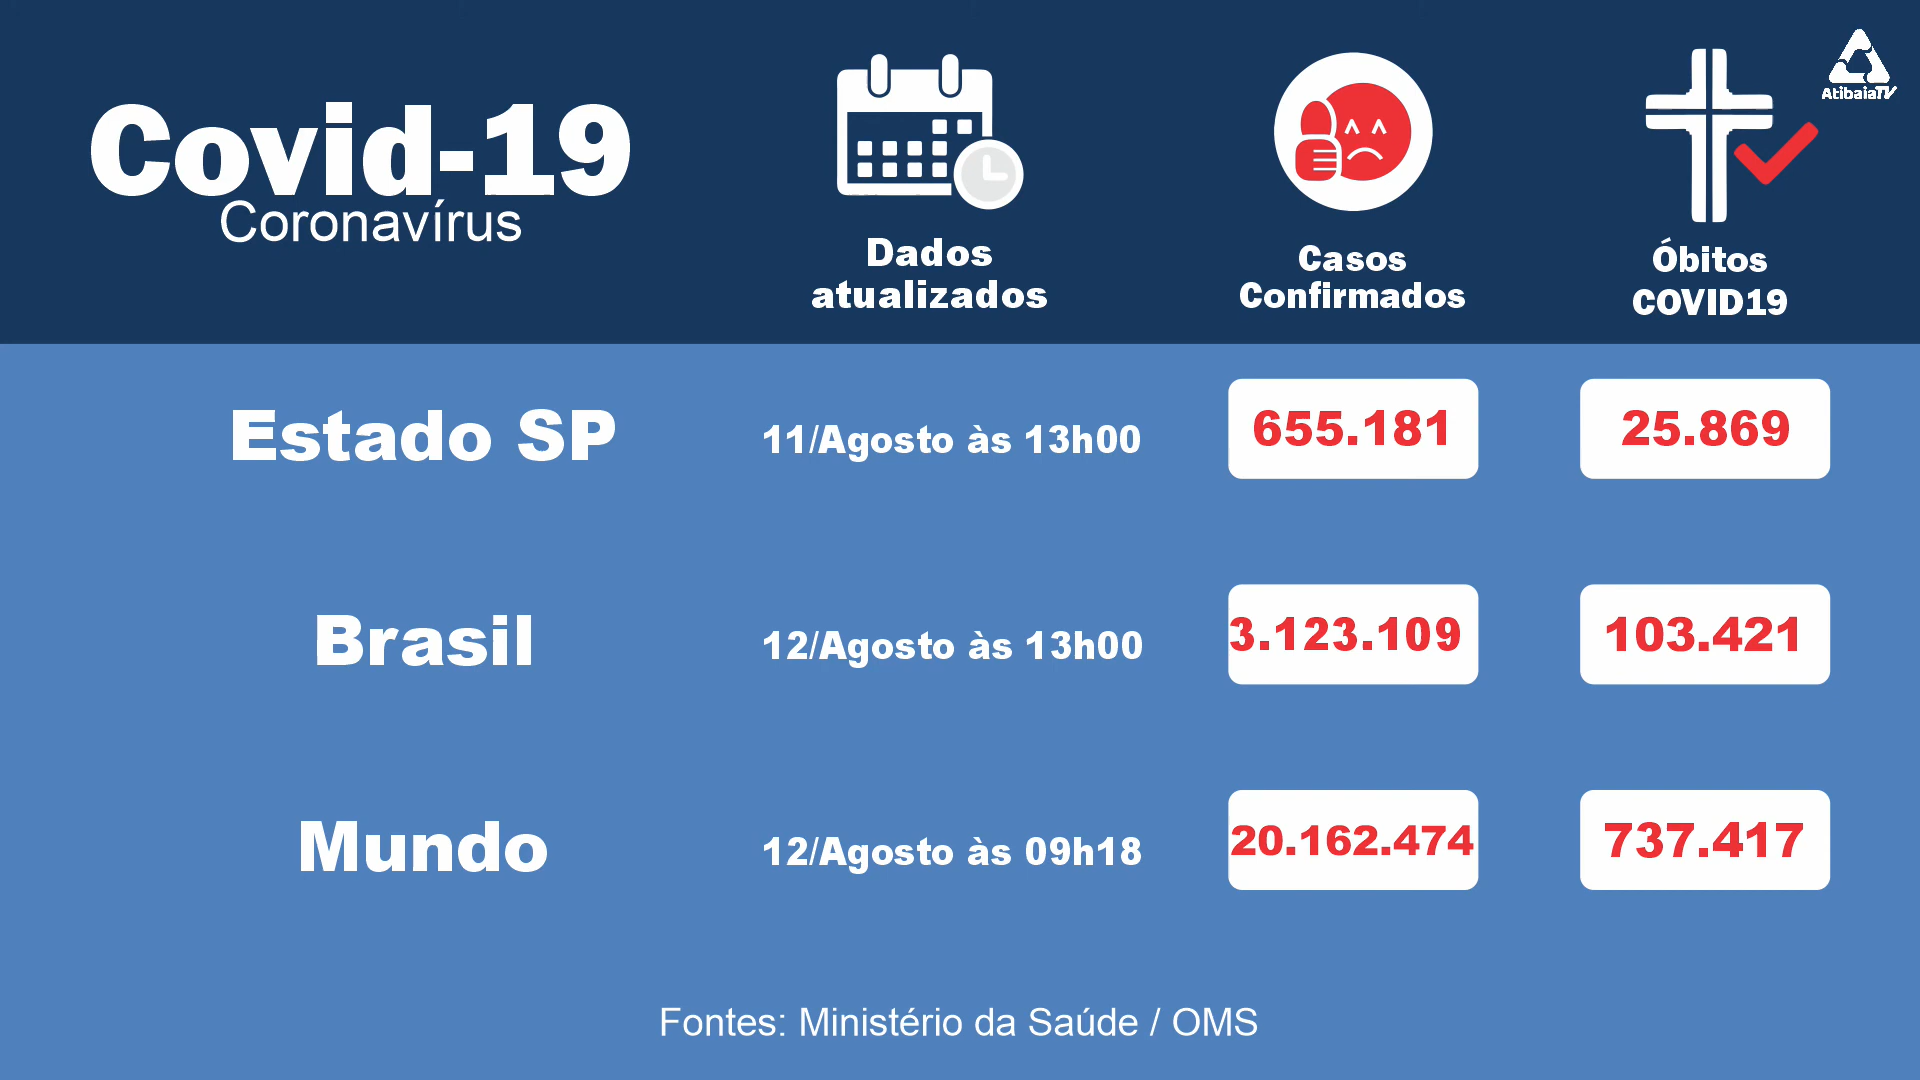 AtibaiaTV
Covid-19
Coronavírus
Dados
atualizados
Casos
Confirmados
Óbitos
COVID19
Estado SP
11/Agosto às 13h00
655.181
25.869
Brasil
12/Agosto às 13h00
3.123.109
103.421
Mundo
12/Agosto às 09h18
20.162.474
737.417
Fontes: Ministério da Saúde / OMS